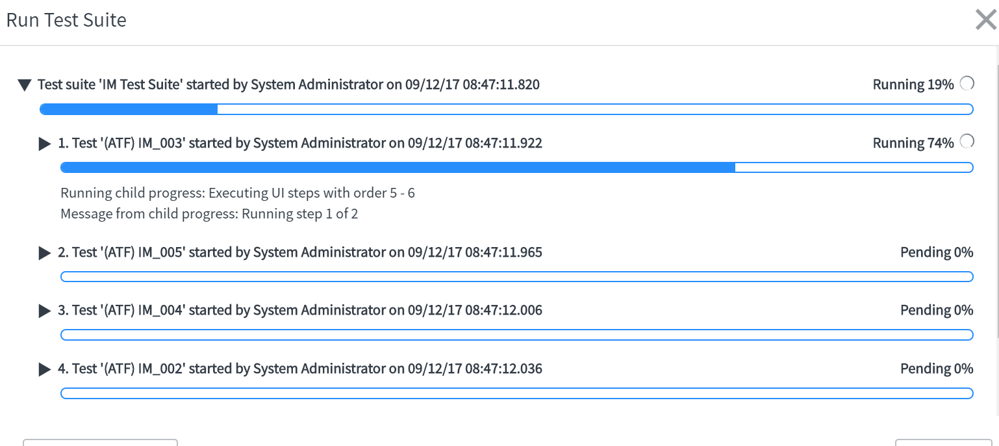 Run Test Suite
Test suite 'IM Test Suite' started by System Administrator on 09/12/17 08:47:11.820 Running 19%
1. Test '(ATF) IM_003' started by System Administrator on 09/12/17 08:47:11.922 Running 74%
Running child progress: Executing UI steps with order 5 - 6
Message from child progress: Running step 1 of 2
2. Test '(ATF) IM_005' started by System Administrator on 09/12/17 08:47:11.965 Pending 0%
3. Test '(ATF) IM_004' started by System Administrator on 09/12/17 08:47:12.006 Pending 0%
4. Test '(ATF) IM_002' started by System Administrator on 09/12/17 08:47:12.036 Pending 0%